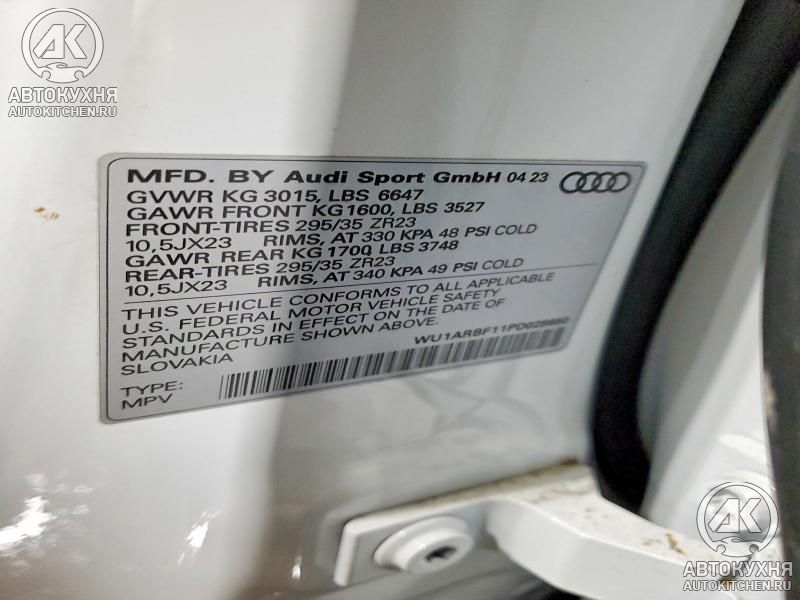 AK
АВТОКУХНЯ
AUTOKITCHEN.RU
MFD. BY Audi Sport GmbH 04 23
GVWR KG 3015, LBS 6647
GAWR FRONT KG 1600, LBS 3527
FRONT-TIRES 295/35 ZR23
10,5JX23 RIMS, AT 330 KPA 48 PSI COLD
GAWR REAR KG 1700 LBS 3748
REAR-TIRES 295/35 ZR23
10,5JX23 RIMS, AT 340 KPA 49 PSI COLD
THIS VEHICLE CONFORMS TO ALL APPLICABLE
U.S. FEDERAL MOTOR VEHICLE SAFETY
STANDARDS IN EFFECT ON THE DATE OF
MANUFACTURE SHOWN ABOVE.
SLOVAKIA
TYPE:
MPV
AK
АВТОКУХНЯ
AUTOKITCHEN.RU